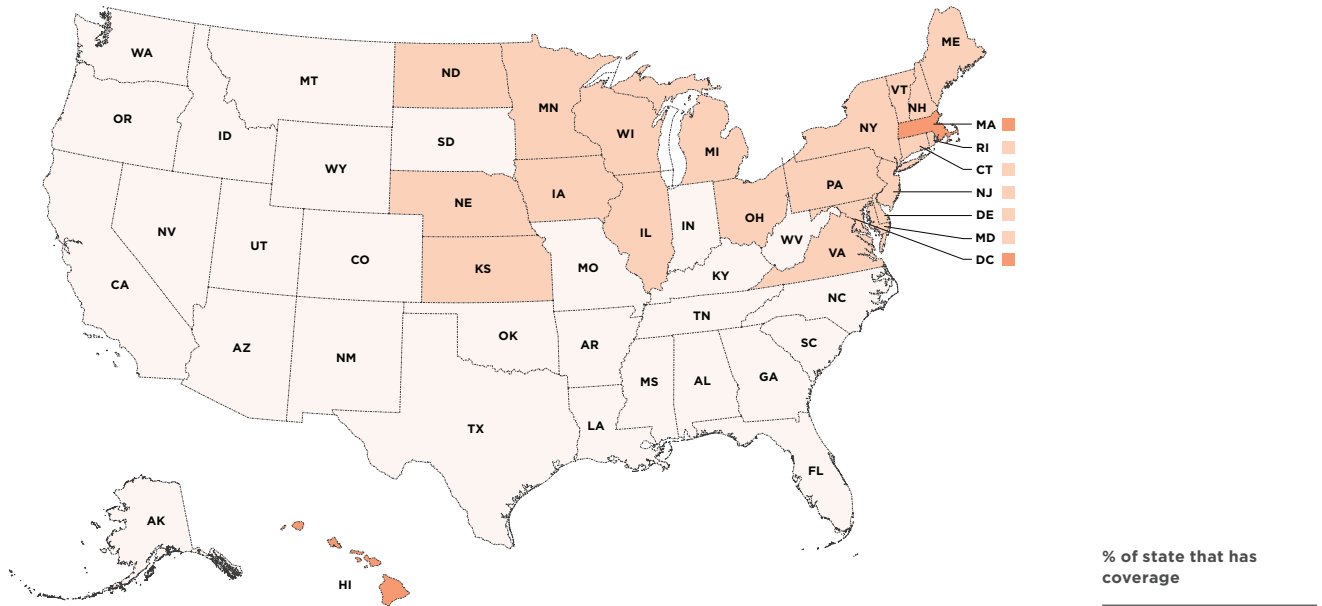 WA
MT
ND
MN
ME
VT
NH
OR
ID
SD
WI
NY
MA
RI
MI
WY
CT
PA
NE
IA
NJ
OH
DE
IL
IN
NV
MD
UT
WV
VA
CO
DC
KS
MO
KY
CA
NC
TN
OK
SC
AZ
AR
NM
GA
MS
AL
TX
LA
FL
AK
HI
% of state that has
coverage